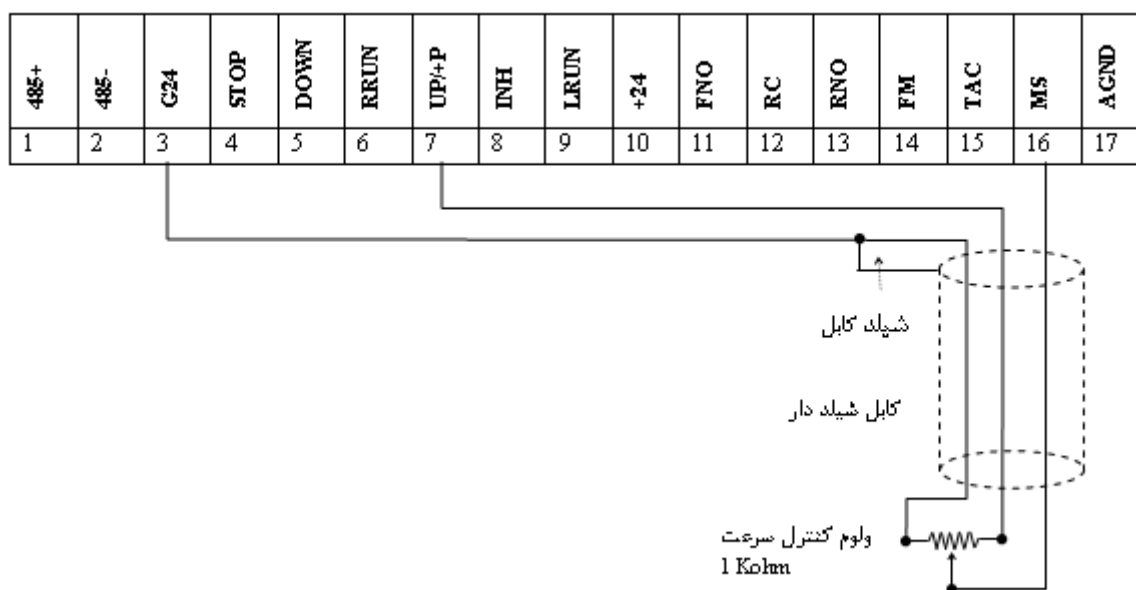 485+ 485- G24 STOP DOWN RRUN UP/+P INH LRUN +24 FNO RC RNO FM TAC MS AGND
1 2 3 4 5 6 7 8 9 10 11 12 13 14 15 16 17
شیلد کابل
کابل شیلد دار
ولوم کنترل سرعت
1 Kohm